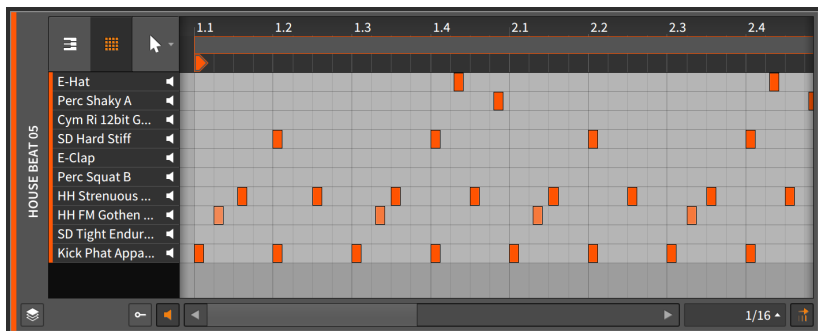 1.1 1.2 1.3 1.4 2.1 2.2 2.3 2.4
HOUSE BEAT 05
E-Hat
Perc Shaky A
Cym Ri 12bit G...
SD Hard Stiff
E-Clap
Perc Squat B
HH Strenuous ...
HH FM Gothen ...
SD Tight Endur...
Kick Phat Appa...
1/16